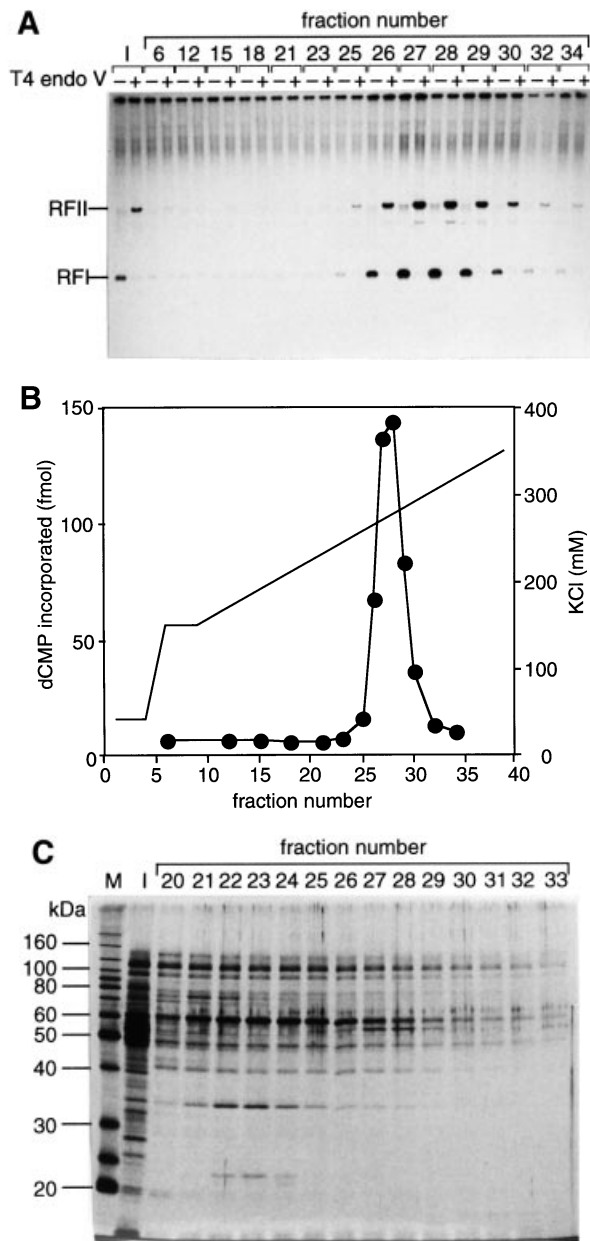 A
fraction number
I 6 12 15 18 21 23 25 26 27 28 29 30 32 34
T4 endo V − + − + − + − + − + − + − + − + − + − + − + − + − + − + − +
RFII
RFI
B
150
100
50
0
dCMP incorporated (fmol)
400
300
200
100
0
KCl (mM)
0 5 10 15 20 25 30 35 40
fraction number
C
fraction number
M I 20 21 22 23 24 25 26 27 28 29 30 31 32 33
kDa
160
100
80
60
50
40
30
20